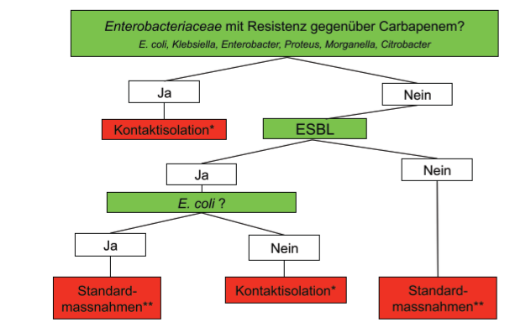 Enterobacteriaceae mit Resistenz gegenüber Carbapenem?
E. coli, Klebsiella, Enterobacter, Proteus, Morganella, Citrobacter
Ja
Nein
Kontaktisolation*
ESBL
Ja
Nein
E. coli ?
Ja
Nein
Standard-
massnahmen**
Kontaktisolation*
Standard-
massnahmen**